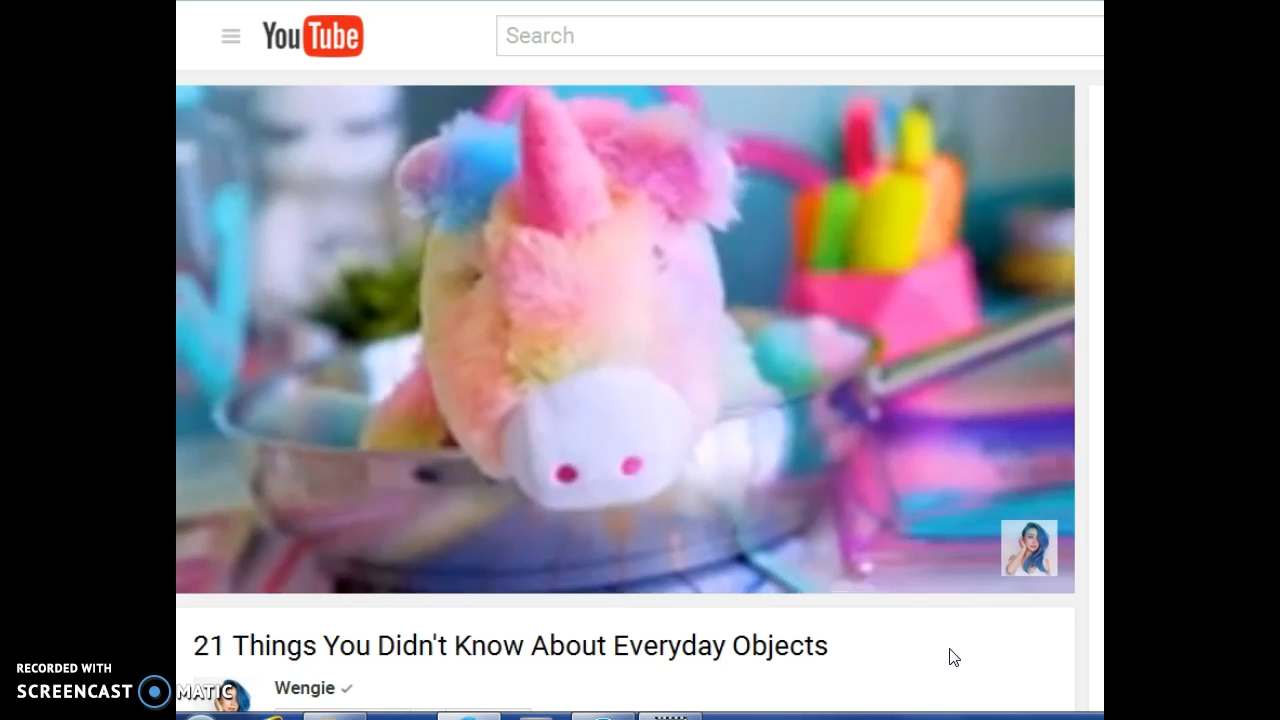 YouTube
Search
21 Things You Didn't Know About Everyday Objects
Wengie
RECORDED WITH
SCREENCAST MATIC